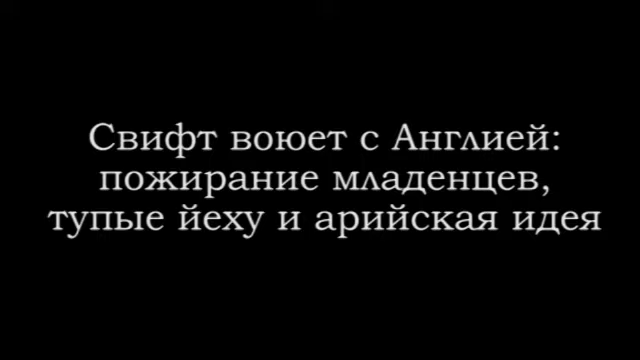 Свифт воюет с Англией:
пожирание младенцев,
тупые йеху и арийская идея